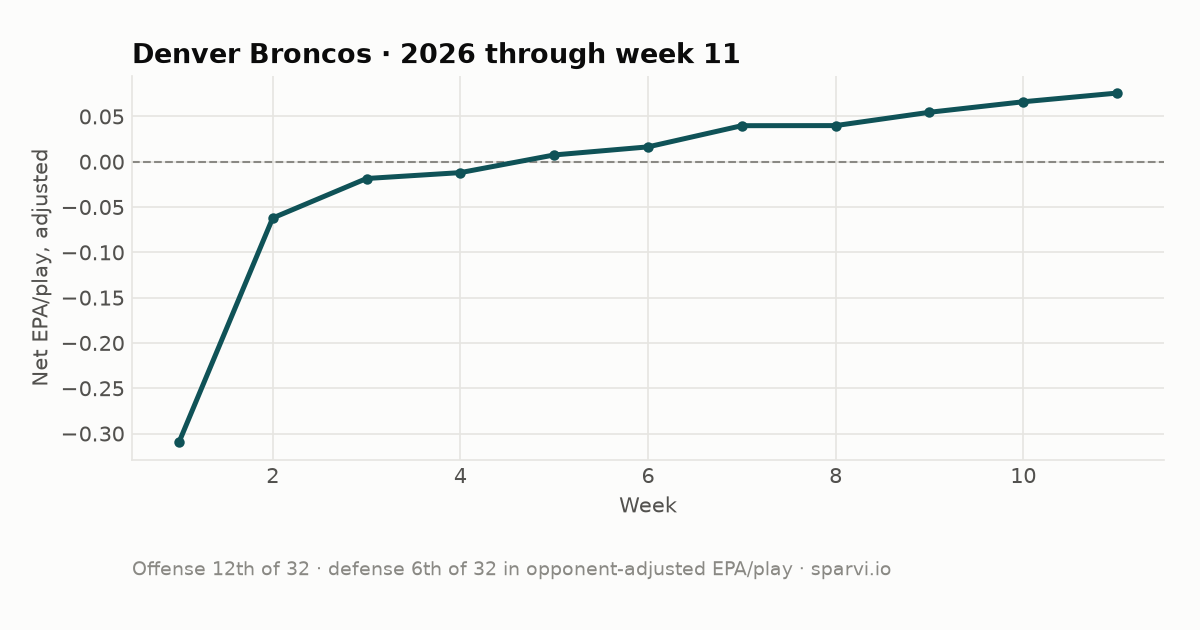 Denver Broncos · 2026 through week 11
Net EPA/play, adjusted
0.05
0.00
−0.05
−0.10
−0.15
−0.20
−0.25
−0.30
2 4 6 8 10
Week
Offense 12th of 32 · defense 6th of 32 in opponent-adjusted EPA/play · sparvi.io